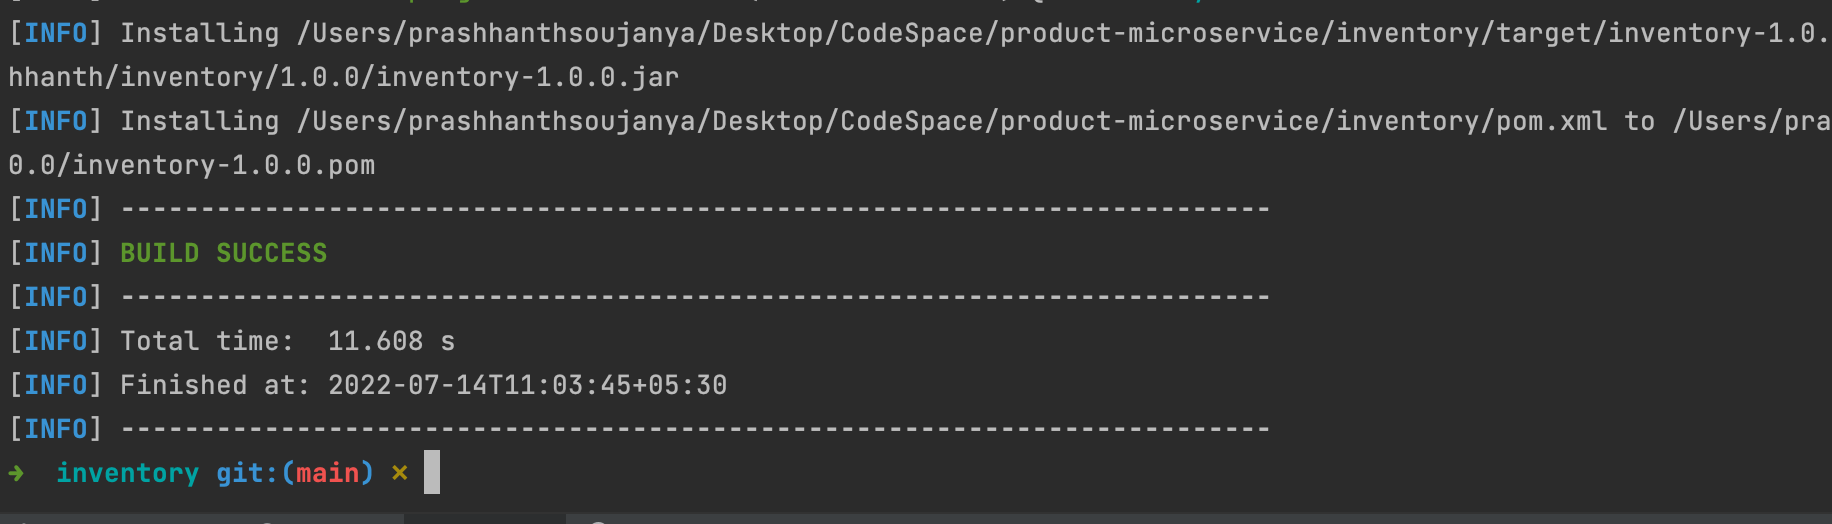 [INFO] Installing /Users/prashhanthsoujanya/Desktop/CodeSpace/product-microservice/inventory/target/inventory-1.0.
hhanth/inventory/1.0.0/inventory-1.0.0.jar
[INFO] Installing /Users/prashhanthsoujanya/Desktop/CodeSpace/product-microservice/inventory/pom.xml to /Users/pra
0.0/inventory-1.0.0.pom
[INFO] ------------------------------------------------------------------------
[INFO] BUILD SUCCESS
[INFO] ------------------------------------------------------------------------
[INFO] Total time:  11.608 s
[INFO] Finished at: 2022-07-14T11:03:45+05:30
[INFO] ------------------------------------------------------------------------
➜  inventory git:(main) ✗